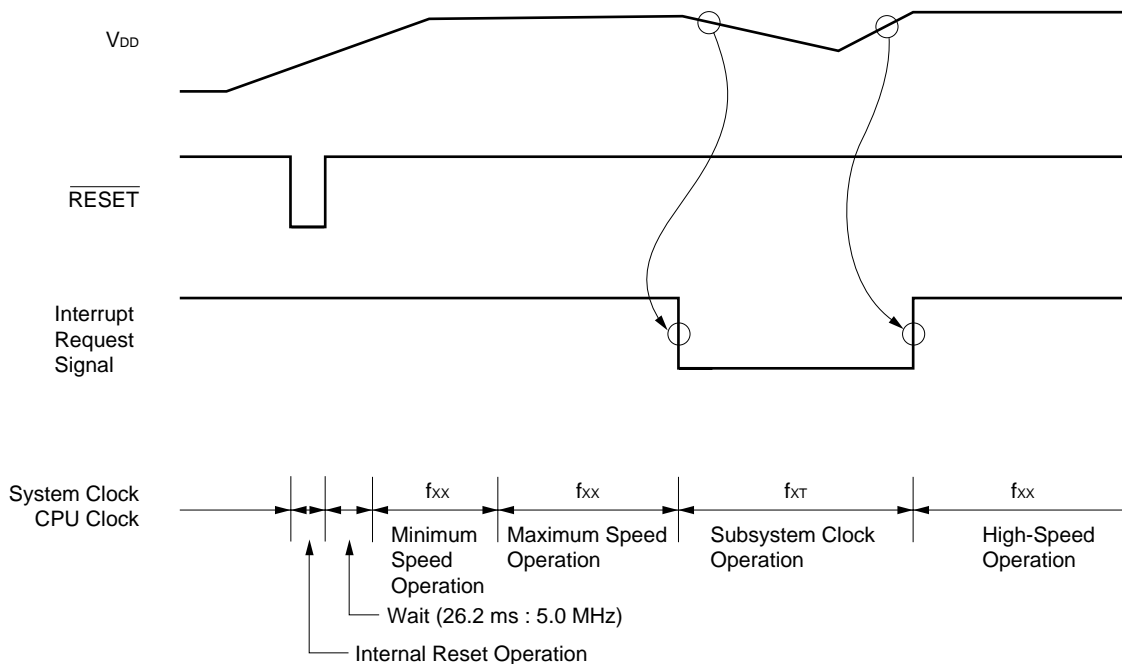 VDD
RESET
Interrupt
Request
Signal
System Clock
CPU Clock
fXX
fXX
fXT
fXX
Minimum
Speed
Operation
Maximum Speed
Operation
Subsystem Clock
Operation
High-Speed
Operation
Wait (26.2 ms : 5.0 MHz)
Internal Reset Operation